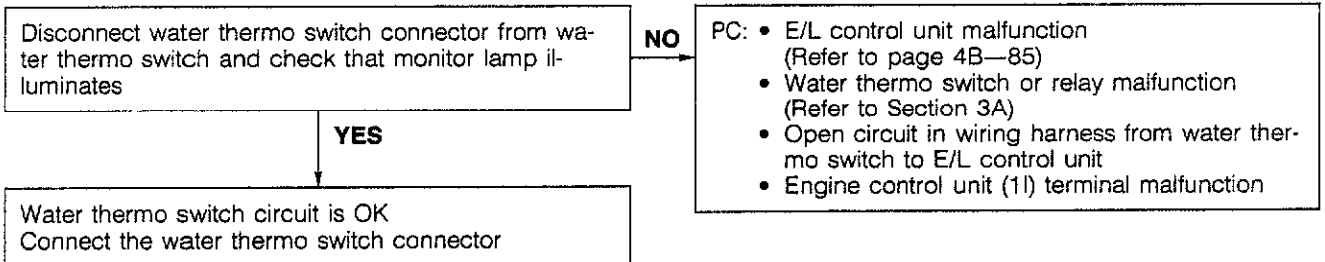 Disconnect water thermo switch connector from wa-
ter thermo switch and check that monitor lamp il-
luminates
NO
PC: • E/L control unit malfunction
(Refer to page 4B—85)
• Water thermo switch or relay malfunction
(Refer to Section 3A)
• Open circuit in wiring harness from water ther-
mo switch to E/L control unit
• Engine control unit (1I) terminal malfunction
YES
Water thermo switch circuit is OK
Connect the water thermo switch connector